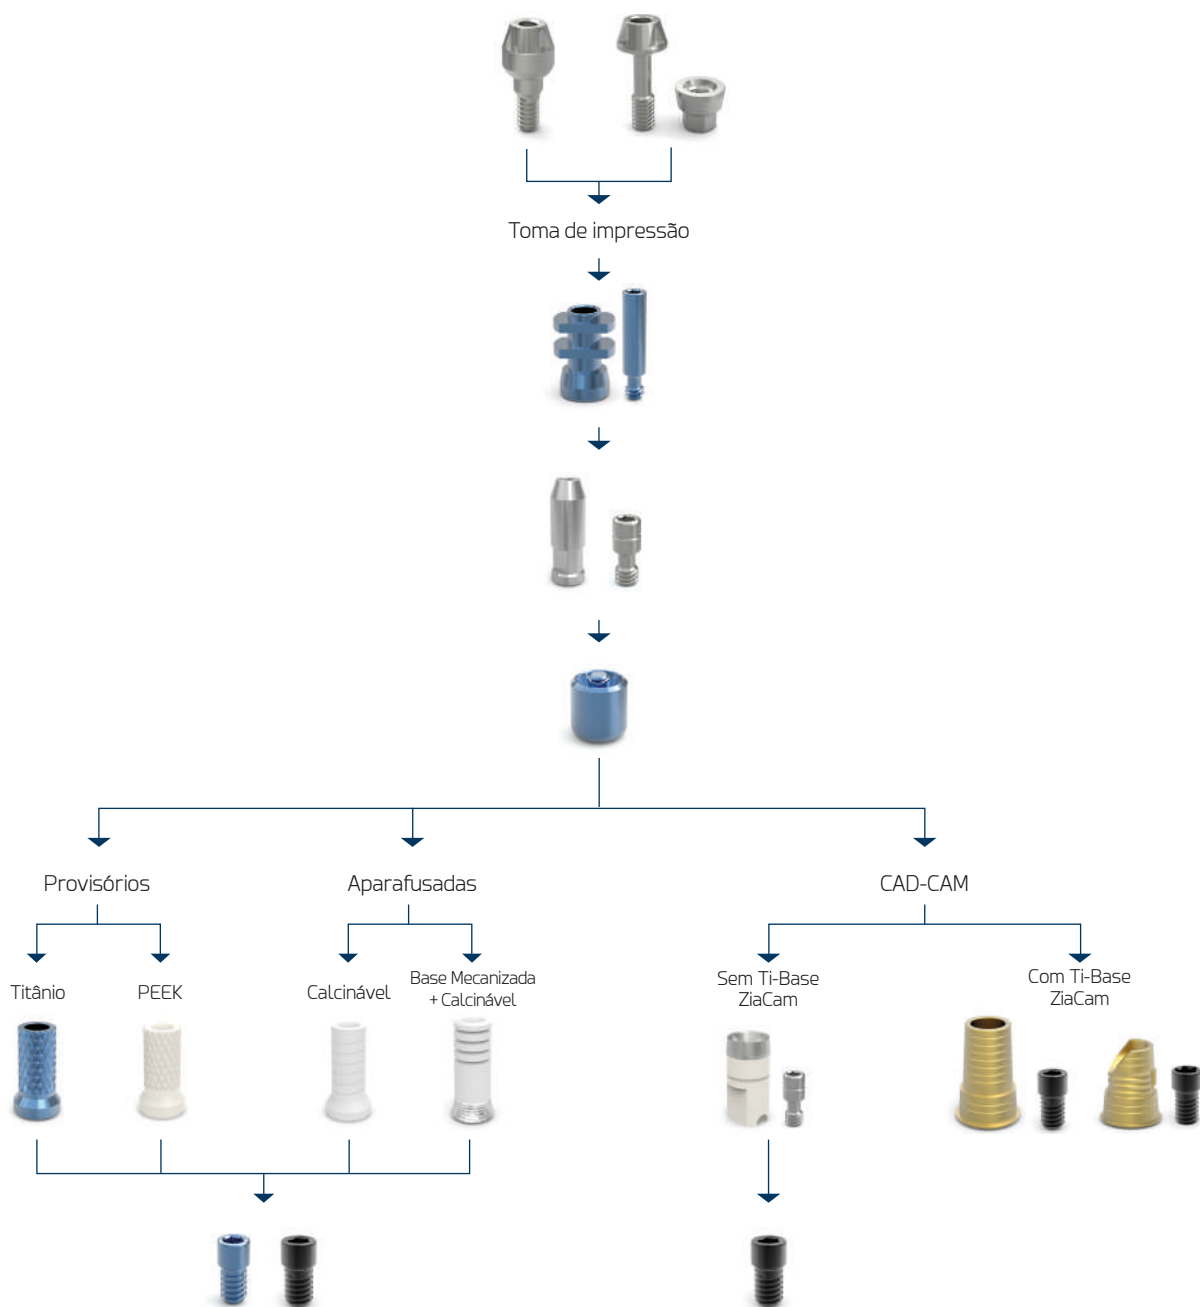 Toma de impressão
Provisórios
Aparafusadas
CAD-CAM
Titânio
PEEK
Calcinável
Base Mecanizada
+ Calcinável
Sem Ti-Base
ZiaCam
Com Ti-Base
ZiaCam